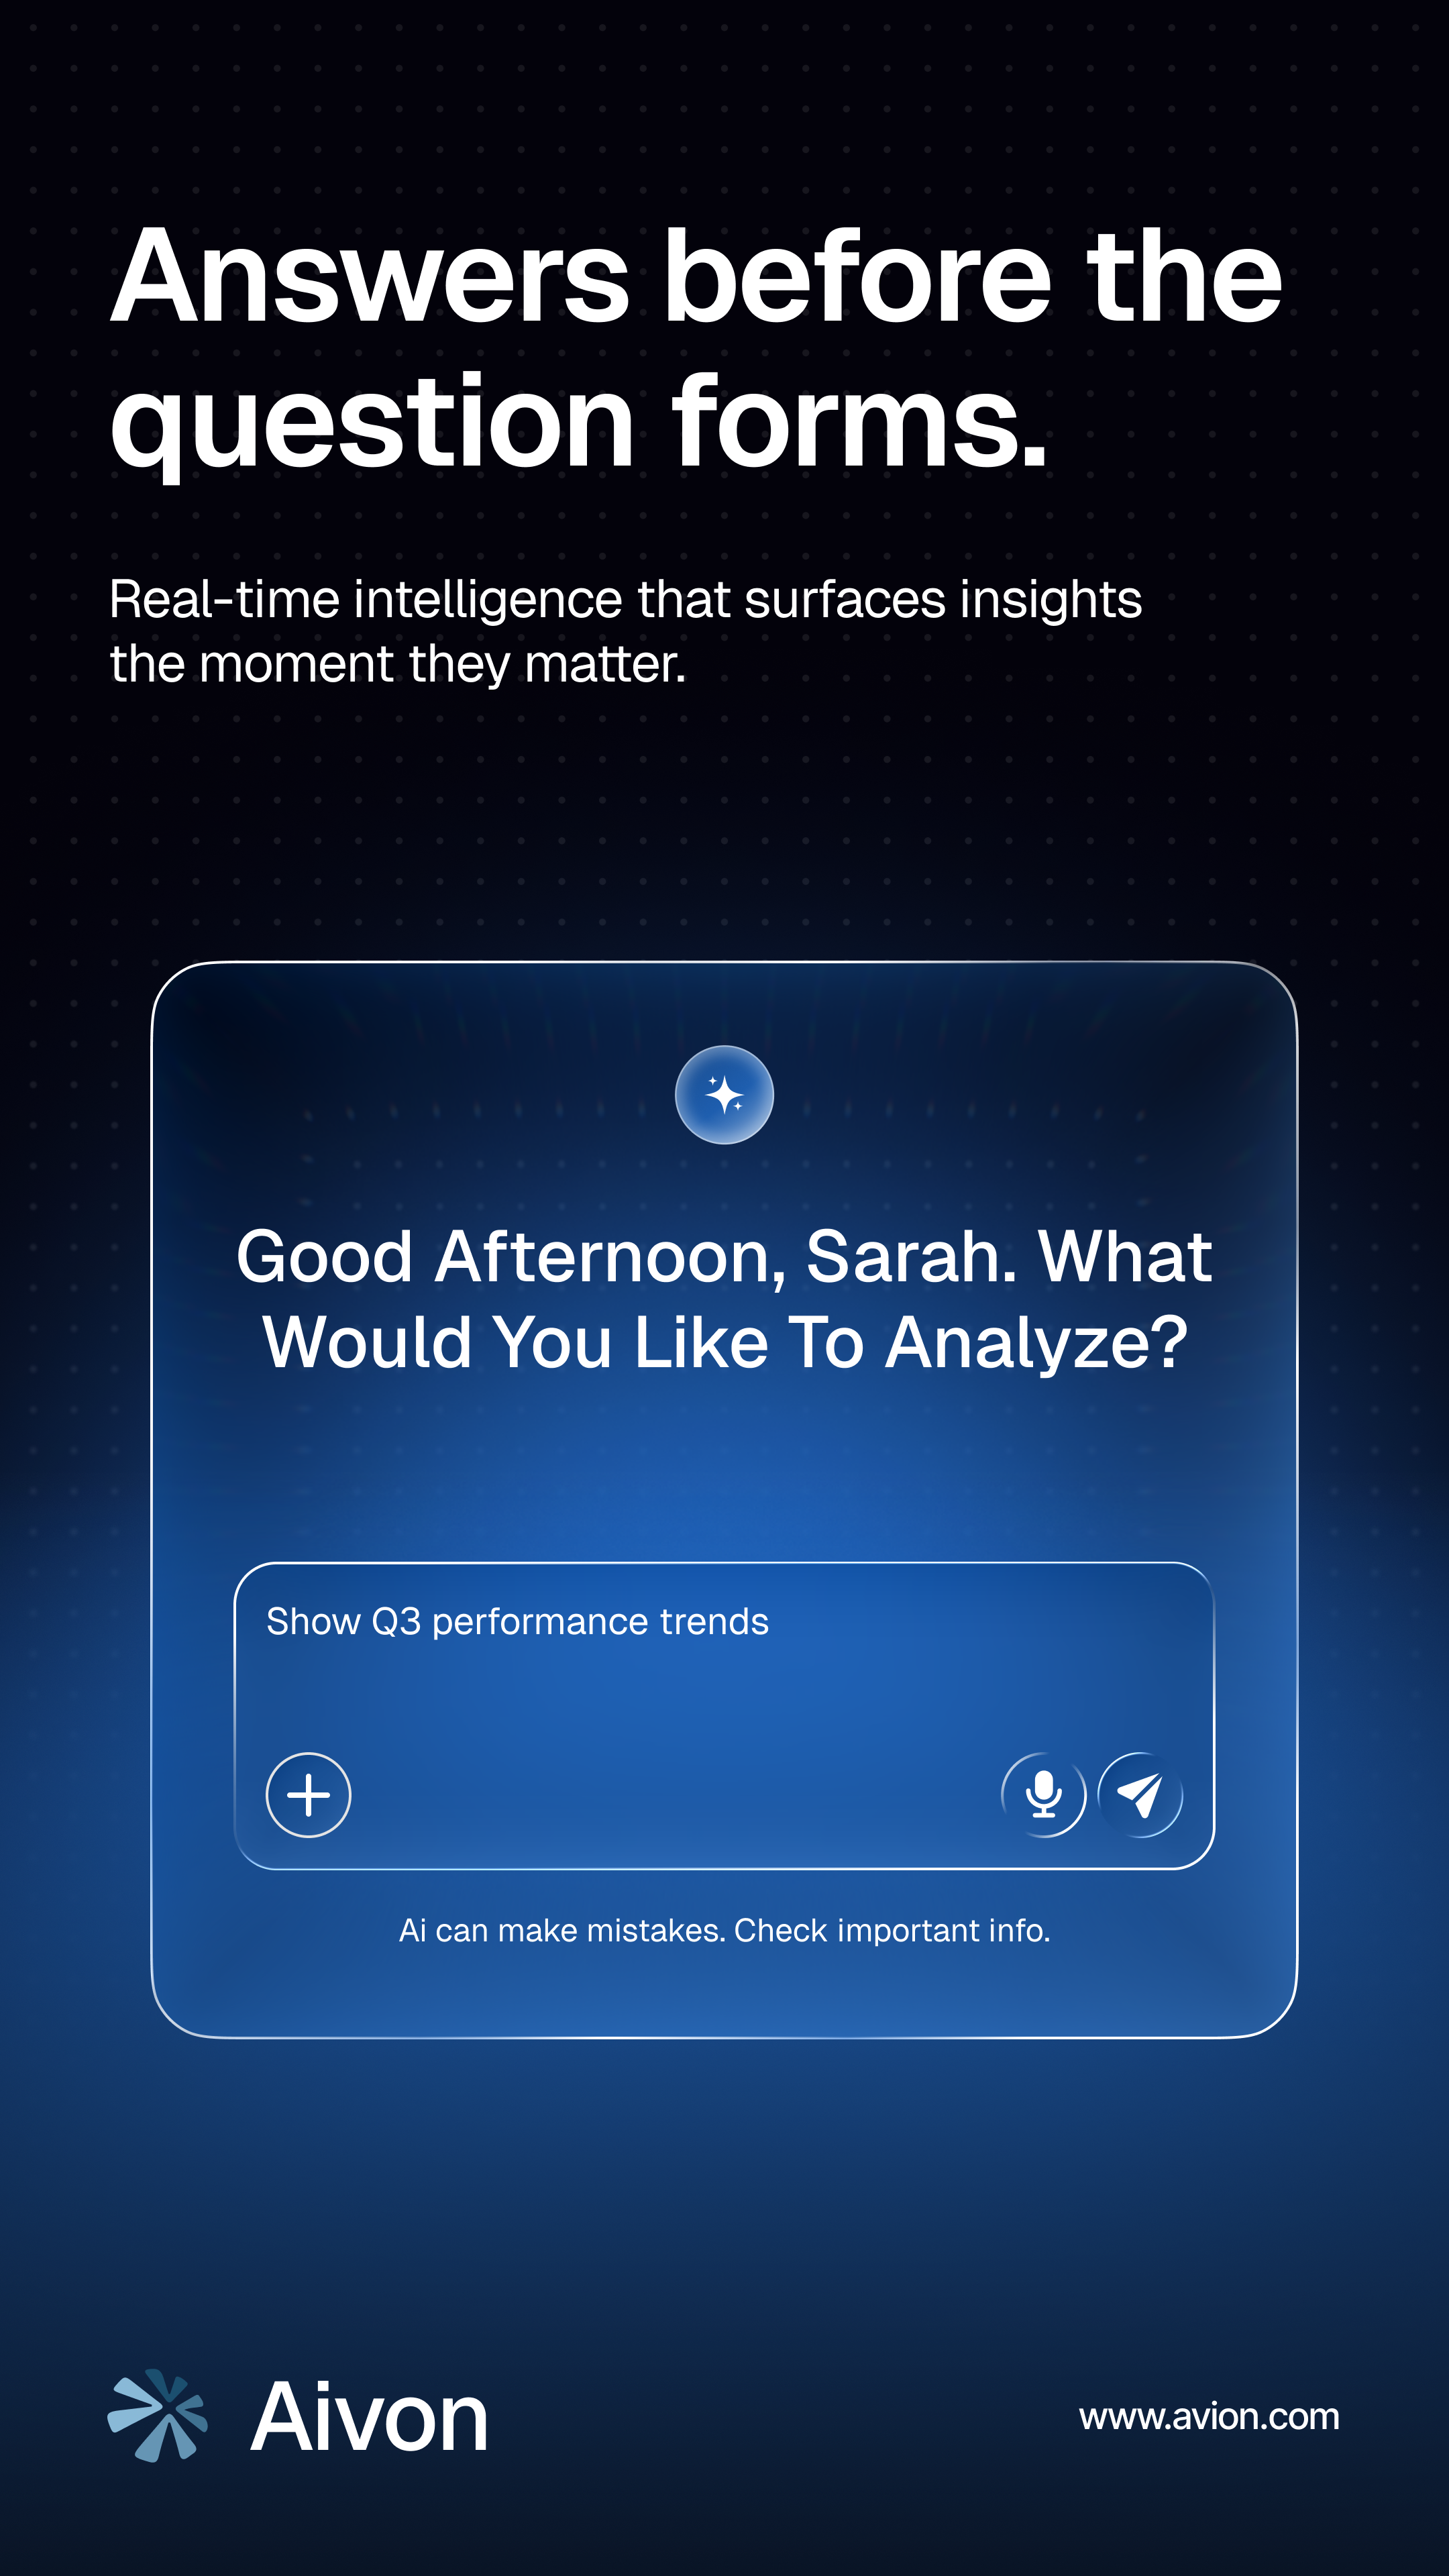 Answers before the
question forms.
Real-time intelligence that surfaces insights
the moment they matter.
Good Afternoon, Sarah. What
Would You Like To Analyze?
Show Q3 performance trends
Ai can make mistakes. Check important info.
Aivon
www.avion.com